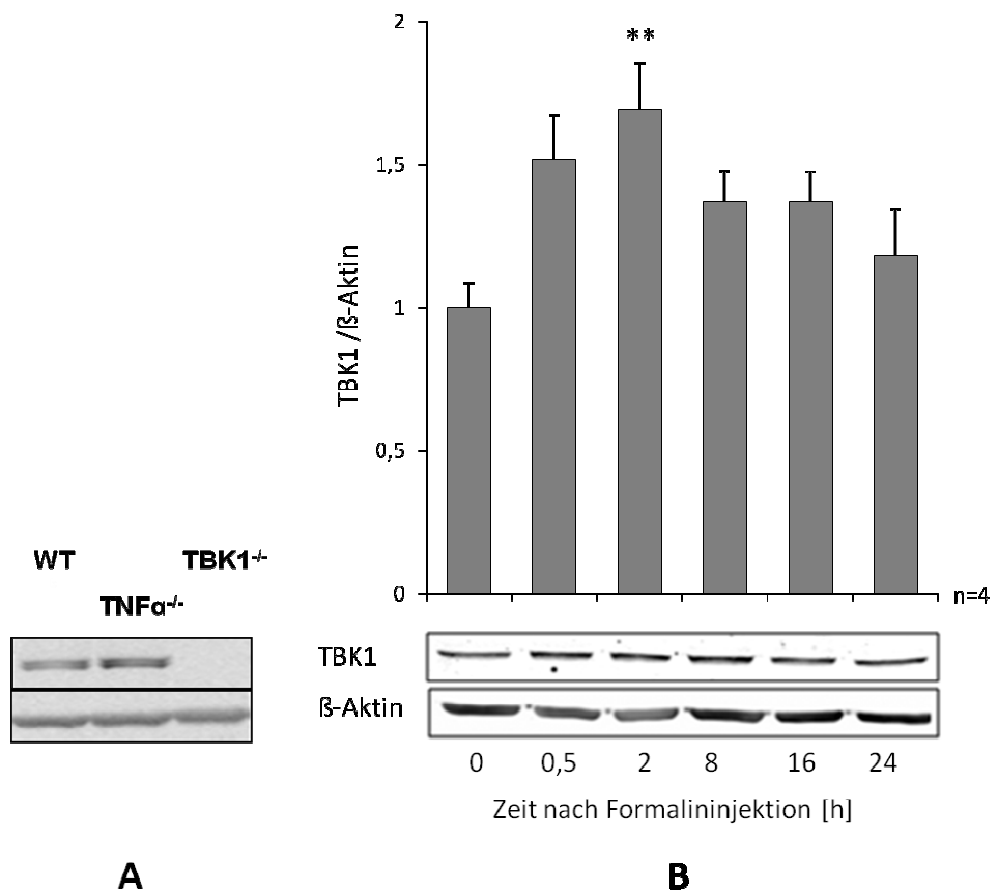 2
**
1,5
TBK1 /ß-Aktin
1
0,5
0
n=4
WT
TBK1-/-
TNFα-/-
TBK1
ß-Aktin
0 0,5 2 8 16 24
Zeit nach Formalininjektion [h]
A
B